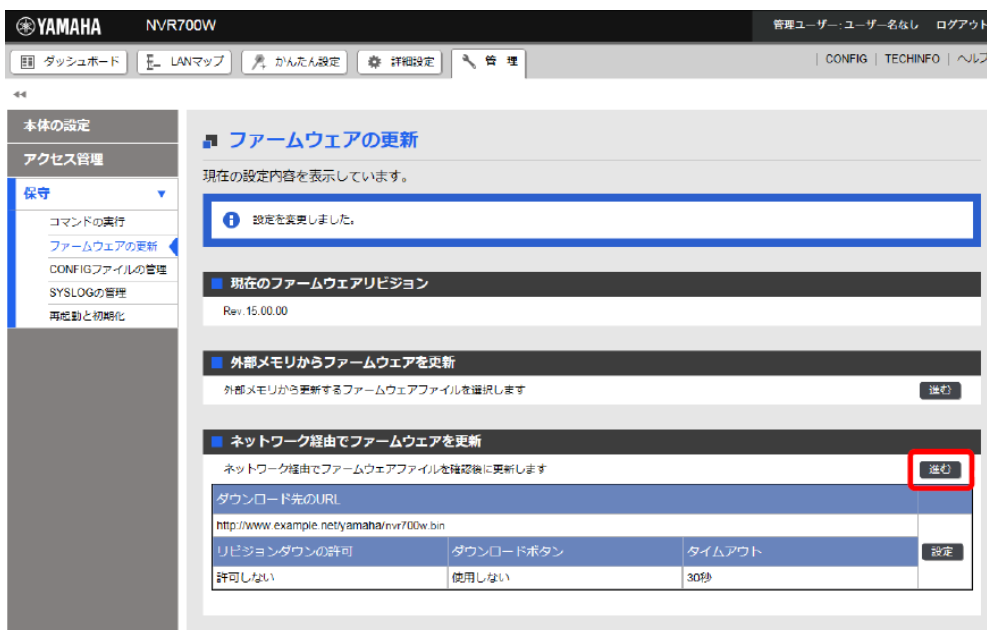 YAMAHA NVR700W 管理ユーザー:ユーザー名なし ログアウト
ダッシュボード LANマップ かんたん設定 詳細設定 管 理 | CONFIG | TECHINFO | ヘルプ
本体の設定
アクセス管理
保守
コマンドの実行
ファームウェアの更新
CONFIGファイルの管理
SYSLOGの管理
再起動と初期化
ファームウェアの更新
現在の設定内容を表示しています。
設定を変更しました。
現在のファームウェアリビジョン
Rev.15.00.00
外部メモリからファームウェアを更新
外部メモリから更新するファームウェアファイルを選択します 進む
ネットワーク経由でファームウェアを更新
ネットワーク経由でファームウェアファイルを確認後に更新します 進む
ダウンロード先のURL
http://www.example.net/yamaha/nvr700w.bin
リビジョンダウンの許可 ダウンロードボタン タイムアウト 設定
許可しない 使用しない 30秒